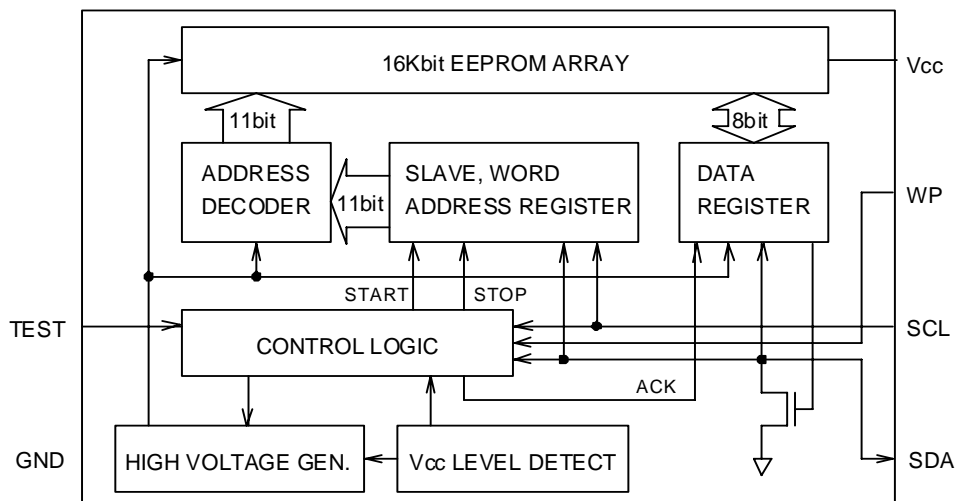 16Kbit EEPROM ARRAY
Vcc
11bit
8bit
ADDRESS
DECODER
11bit
SLAVE, WORD
ADDRESS REGISTER
DATA
REGISTER
WP
START
STOP
TEST
CONTROL LOGIC
SCL
ACK
GND
HIGH VOLTAGE GEN.
Vcc LEVEL DETECT
SDA